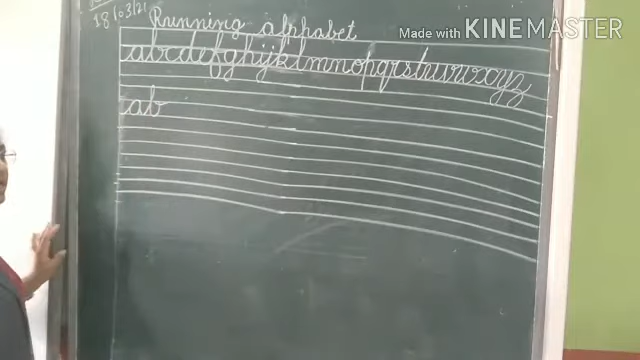 Running alphabet
18/03/21
abcdefghijklmnopqrstuvwxyz
ab
Made with KINEMASTER